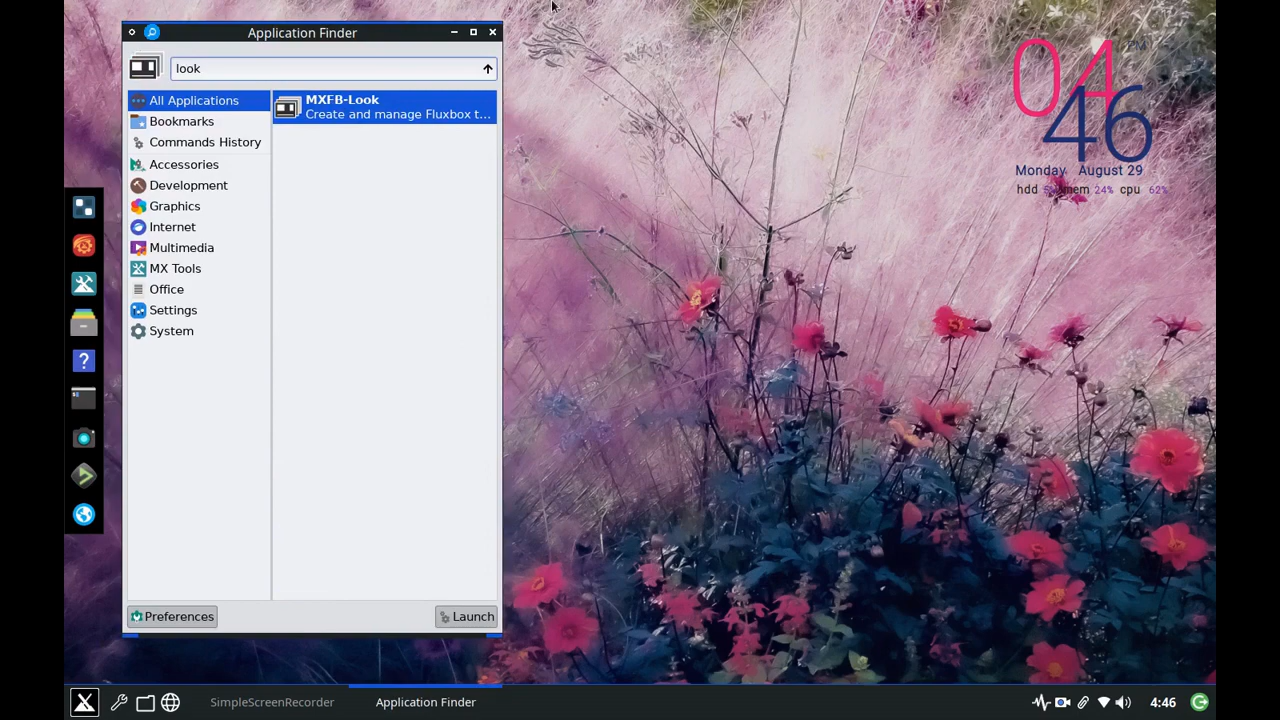 Application Finder
look
All Applications
Bookmarks
Commands History
Accessories
Development
Graphics
Internet
Multimedia
MX Tools
Office
Settings
System
MXFB-Look
Create and manage Fluxbox t...
Preferences
Launch
04 PM
46
Monday August 29
hdd 5% mem 24% cpu 62%
SimpleScreenRecorder
Application Finder
4:46